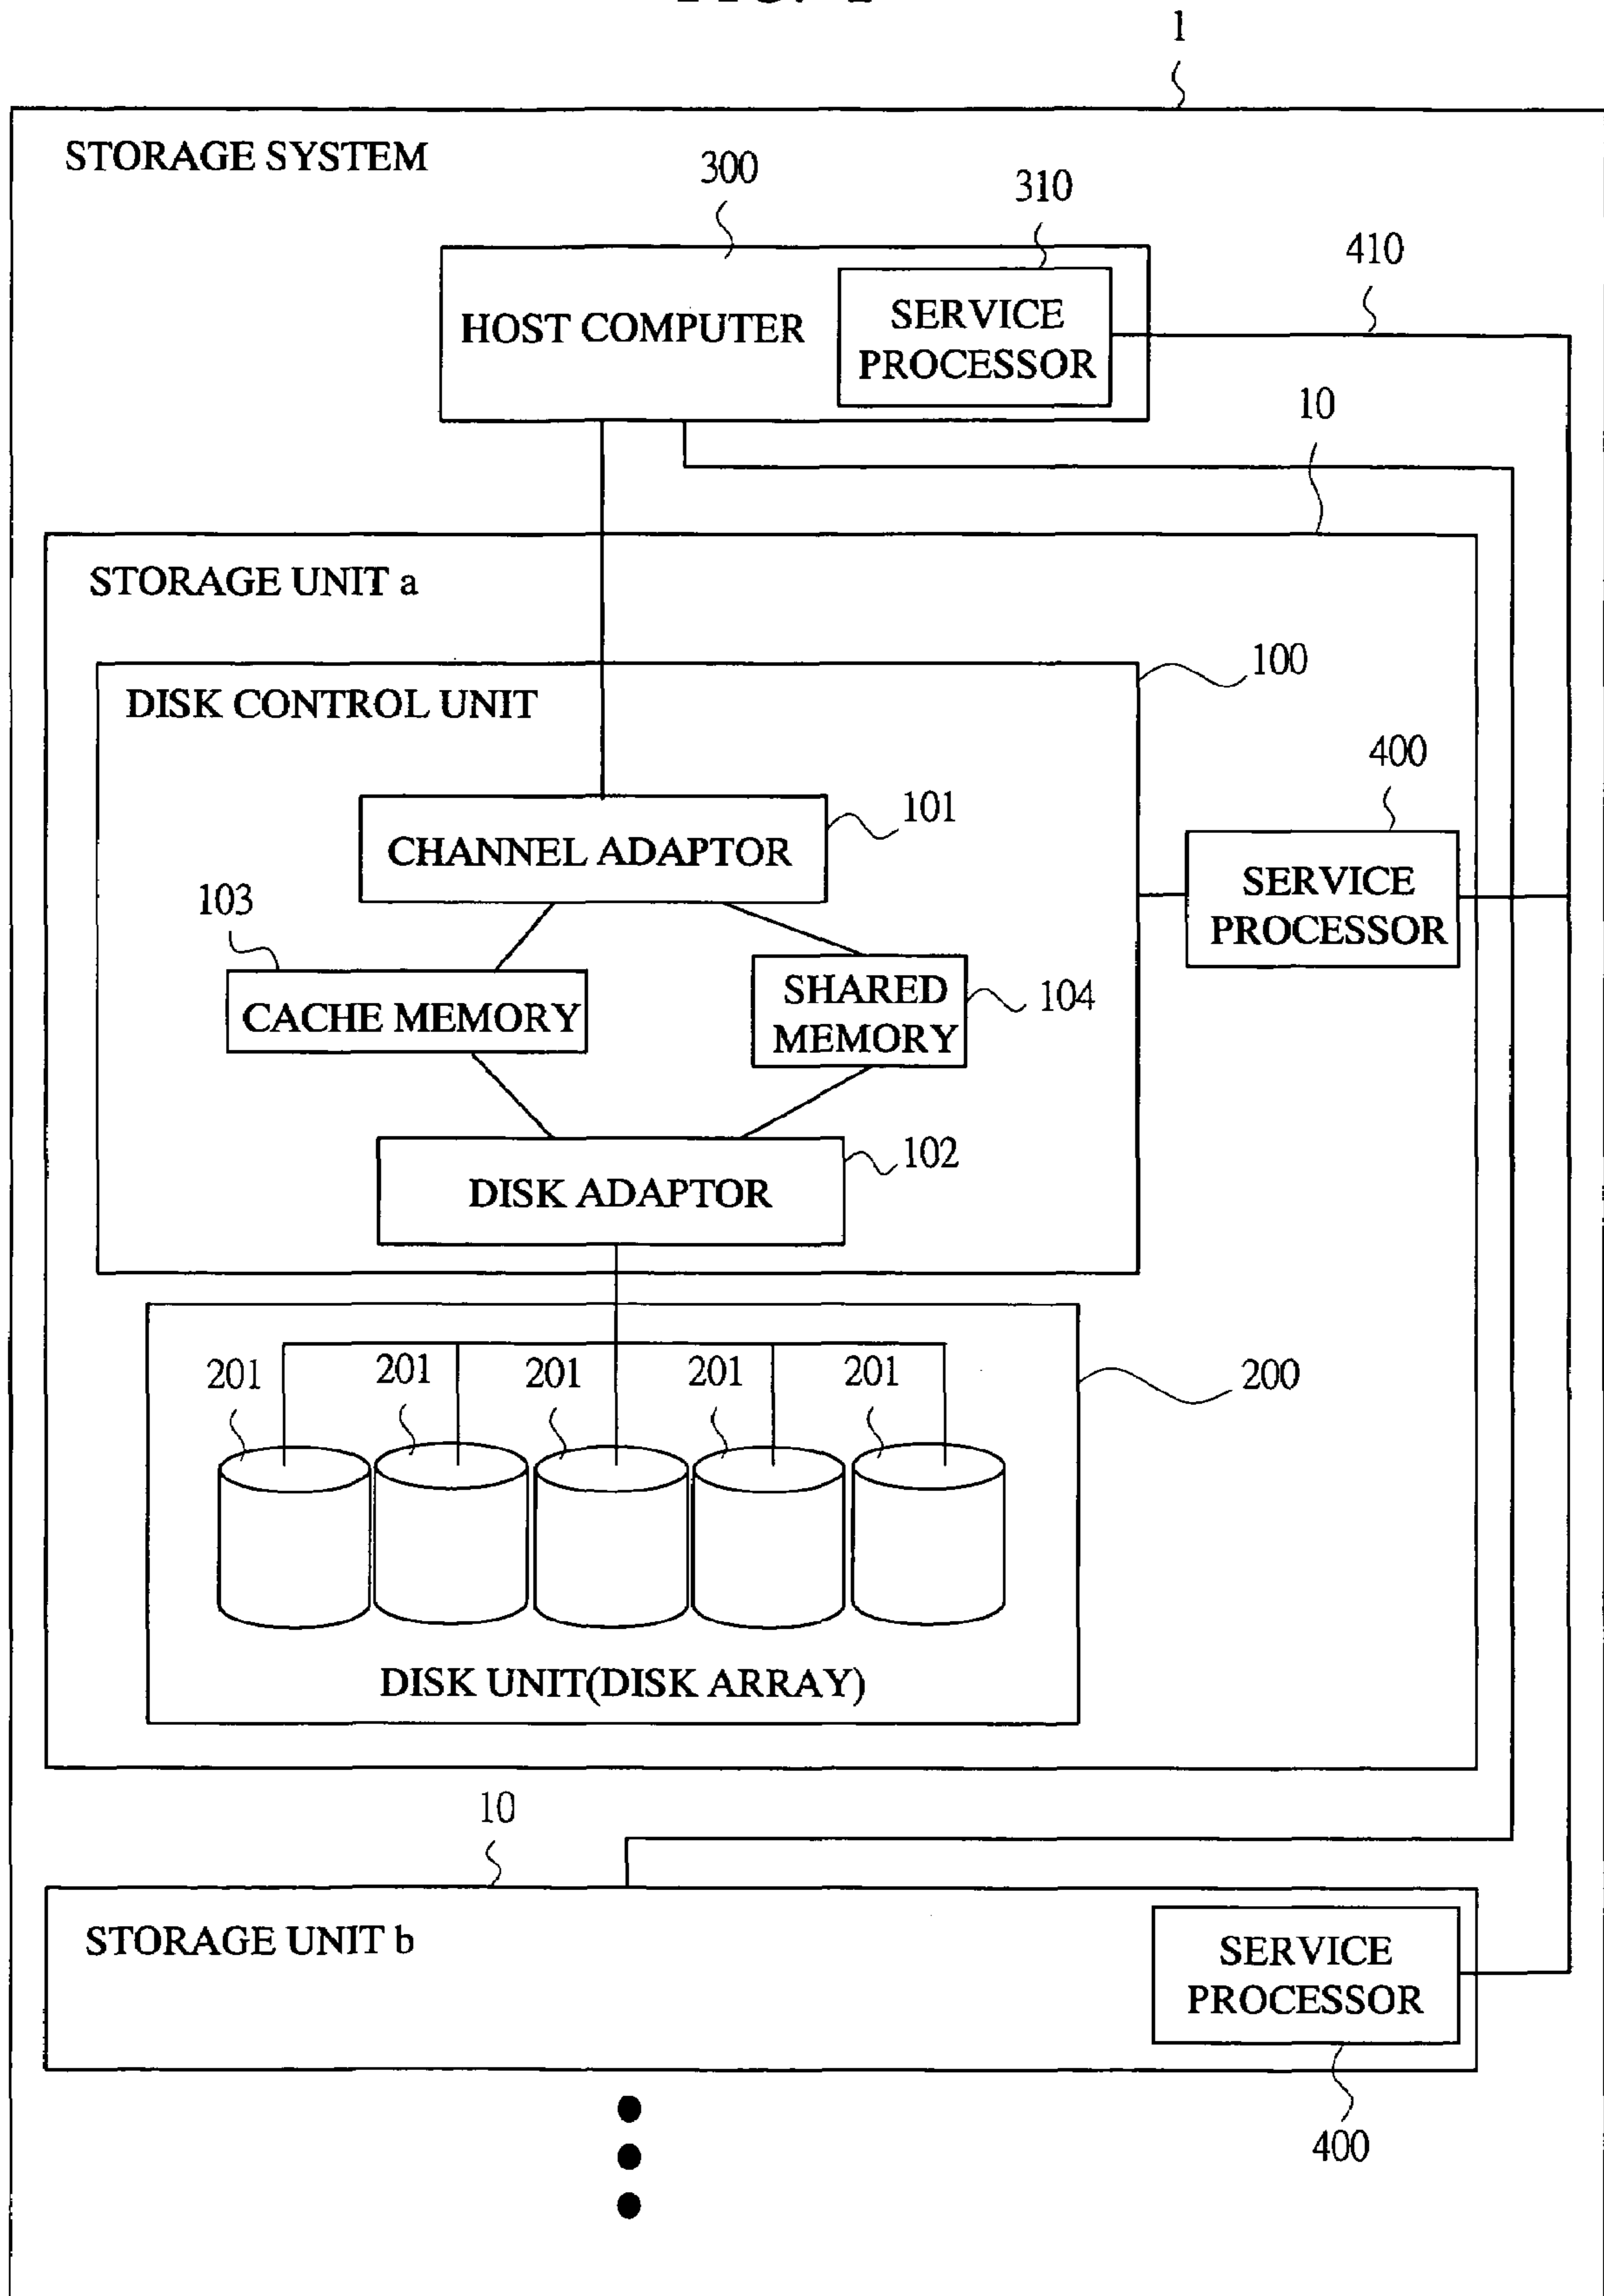 1
STORAGE SYSTEM
300
310
410
HOST COMPUTER
SERVICE
PROCESSOR
10
STORAGE UNIT a
100
DISK CONTROL UNIT
400
101
CHANNEL ADAPTOR
SERVICE
PROCESSOR
103
CACHE MEMORY
SHARED
MEMORY
104
102
DISK ADAPTOR
201
201
201
201
201
200
DISK UNIT(DISK ARRAY)
10
STORAGE UNIT b
SERVICE
PROCESSOR
400